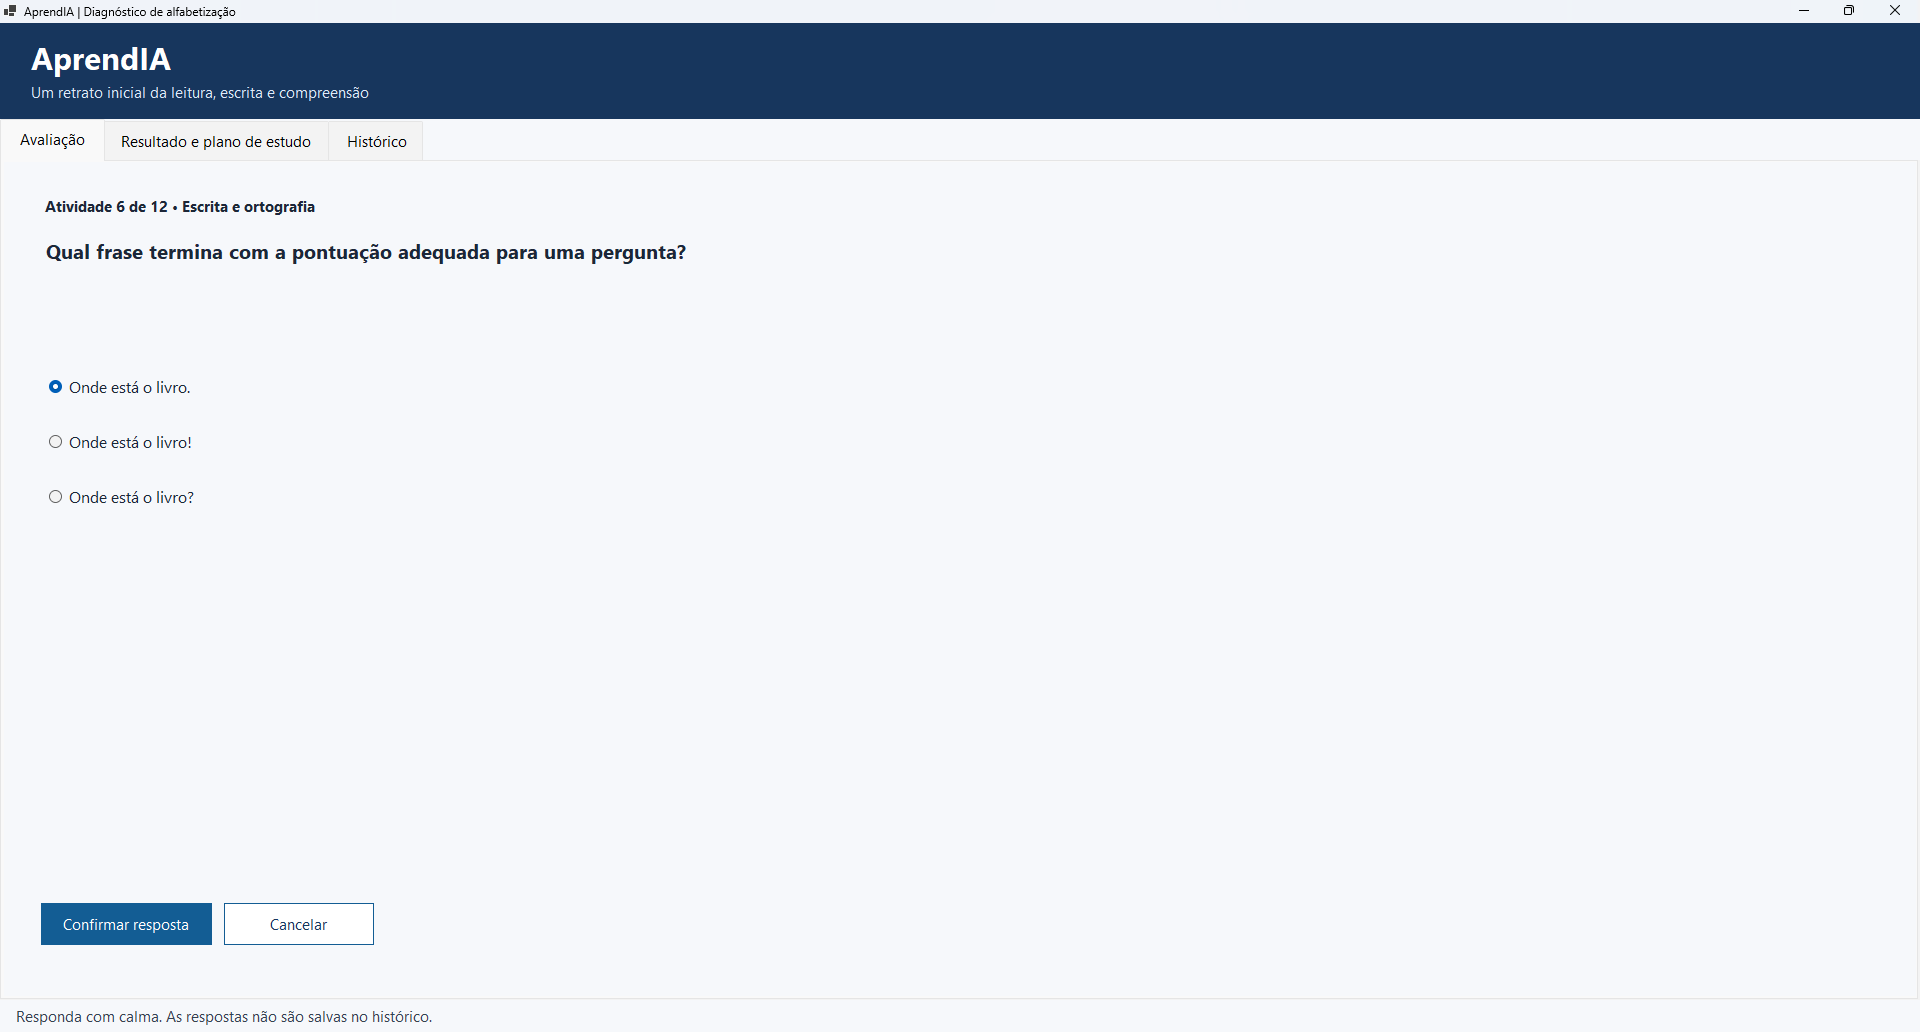 AprendIA | Diagnóstico de alfabetização
AprendIA
Um retrato inicial da leitura, escrita e compreensão
Avaliação
Resultado e plano de estudo
Histórico
Atividade 6 de 12 • Escrita e ortografia
Qual frase termina com a pontuação adequada para uma pergunta?
Onde está o livro.
Onde está o livro!
Onde está o livro?
Confirmar resposta
Cancelar
Responda com calma. As respostas não são salvas no histórico.